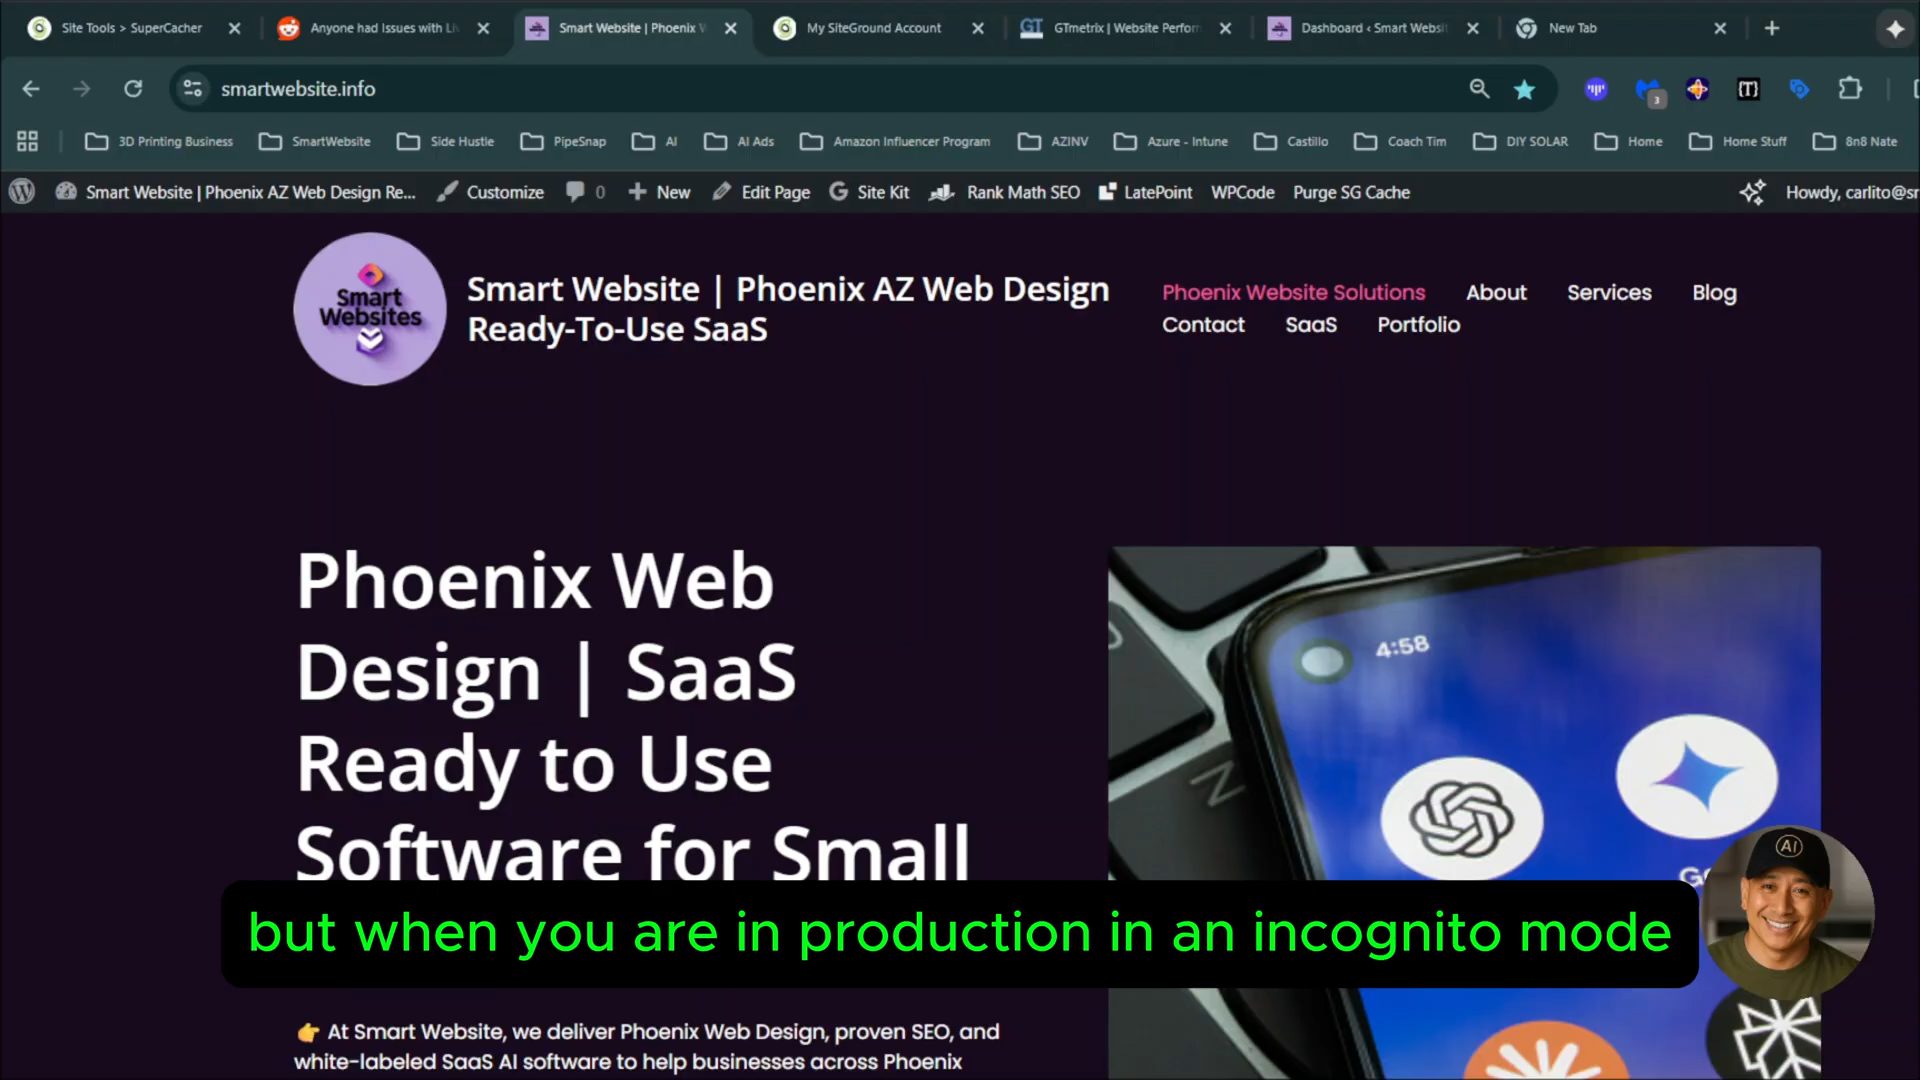 Site Tools > SuperCacher
Anyone had Issues with Li
Smart Website | Phoenix
My SiteGround Account
GTmetrix | Website Perfor
Dashboard ‹ Smart Websit
New Tab
smartwebsite.info
3
3D Printing Business
SmartWebsite
Side Hustle
PipeSnap
AI
AI Ads
Amazon Influencer Program
AZINV
Azure - Intune
Castillo
Coach Tim
DIY SOLAR
Home
Home Stuff
8n8 Nate
Smart Website | Phoenix AZ Web Design Re...
Customize
0
New
Edit Page
Site Kit
Rank Math SEO
LatePoint
WPCode
Purge SG Cache
Howdy, carlito@sr
Smart
Websites
Smart Website | Phoenix AZ Web Design
Ready-To-Use SaaS
Phoenix Website Solutions
About
Services
Blog
Contact
SaaS
Portfolio
Phoenix Web
Design | SaaS
Ready to Use
Software for Small
4:58
AI
but when you are in production in an incognito mode
👉 At Smart Website, we deliver Phoenix Web Design, proven SEO, and
white-labeled SaaS AI software to help businesses across Phoenix